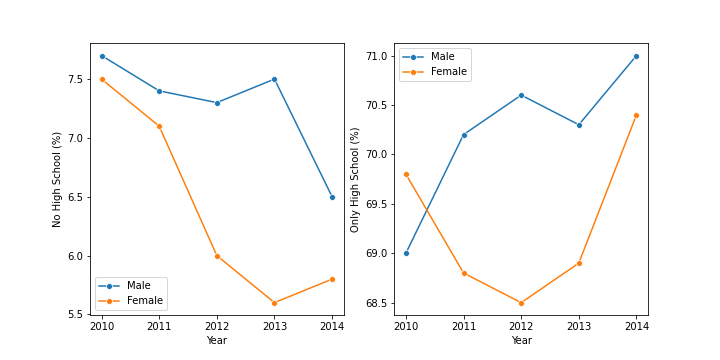 No High School (%)
7.5
7.0
6.5
6.0
5.5
2010 2011 2012 2013 2014
Year
Male
Female
Only High School (%)
71.0
70.5
70.0
69.5
69.0
68.5
2010 2011 2012 2013 2014
Year
Male
Female